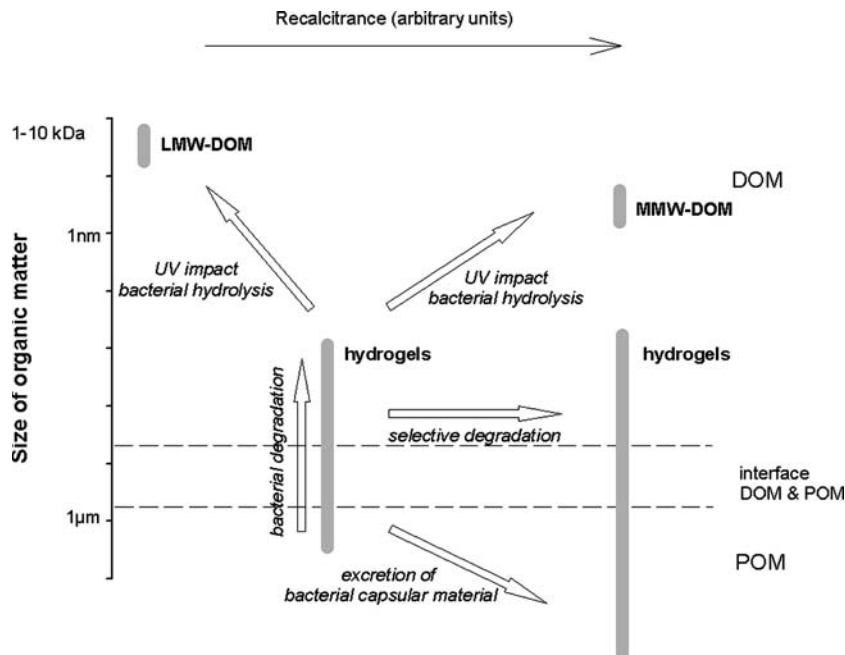 Recalcitrance (arbitrary units)
1-10 kDa
LMW-DOM
DOM
MMW-DOM
1nm
UV impact
bacterial hydrolysis
UV impact
bacterial hydrolysis
Size of organic matter
hydrogels
hydrogels
bacterial degradation
selective degradation
interface
DOM & POM
1µm
POM
excretion of
bacterial capsular material